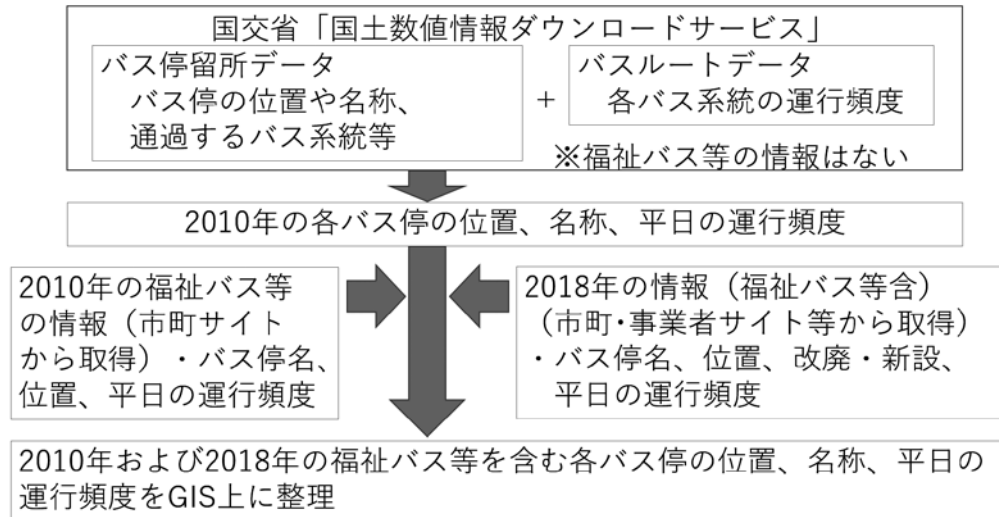 国交省「国土数値情報ダウンロードサービス」
バス停留所データ
バス停の位置や名称、
通過するバス系統等
+
バスルートデータ
各バス系統の運行頻度
※福祉バス等の情報はない
2010年の各バス停の位置、名称、平日の運行頻度
2010年の福祉バス等
の情報（市町サイト
から取得）・バス停名、
位置、平日の運行頻度
2018年の情報（福祉バス等含）
（市町・事業者サイト等から取得）
・バス停名、位置、改廃・新設、
平日の運行頻度
2010年および2018年の福祉バス等を含む各バス停の位置、名称、平日の
運行頻度をGIS上に整理